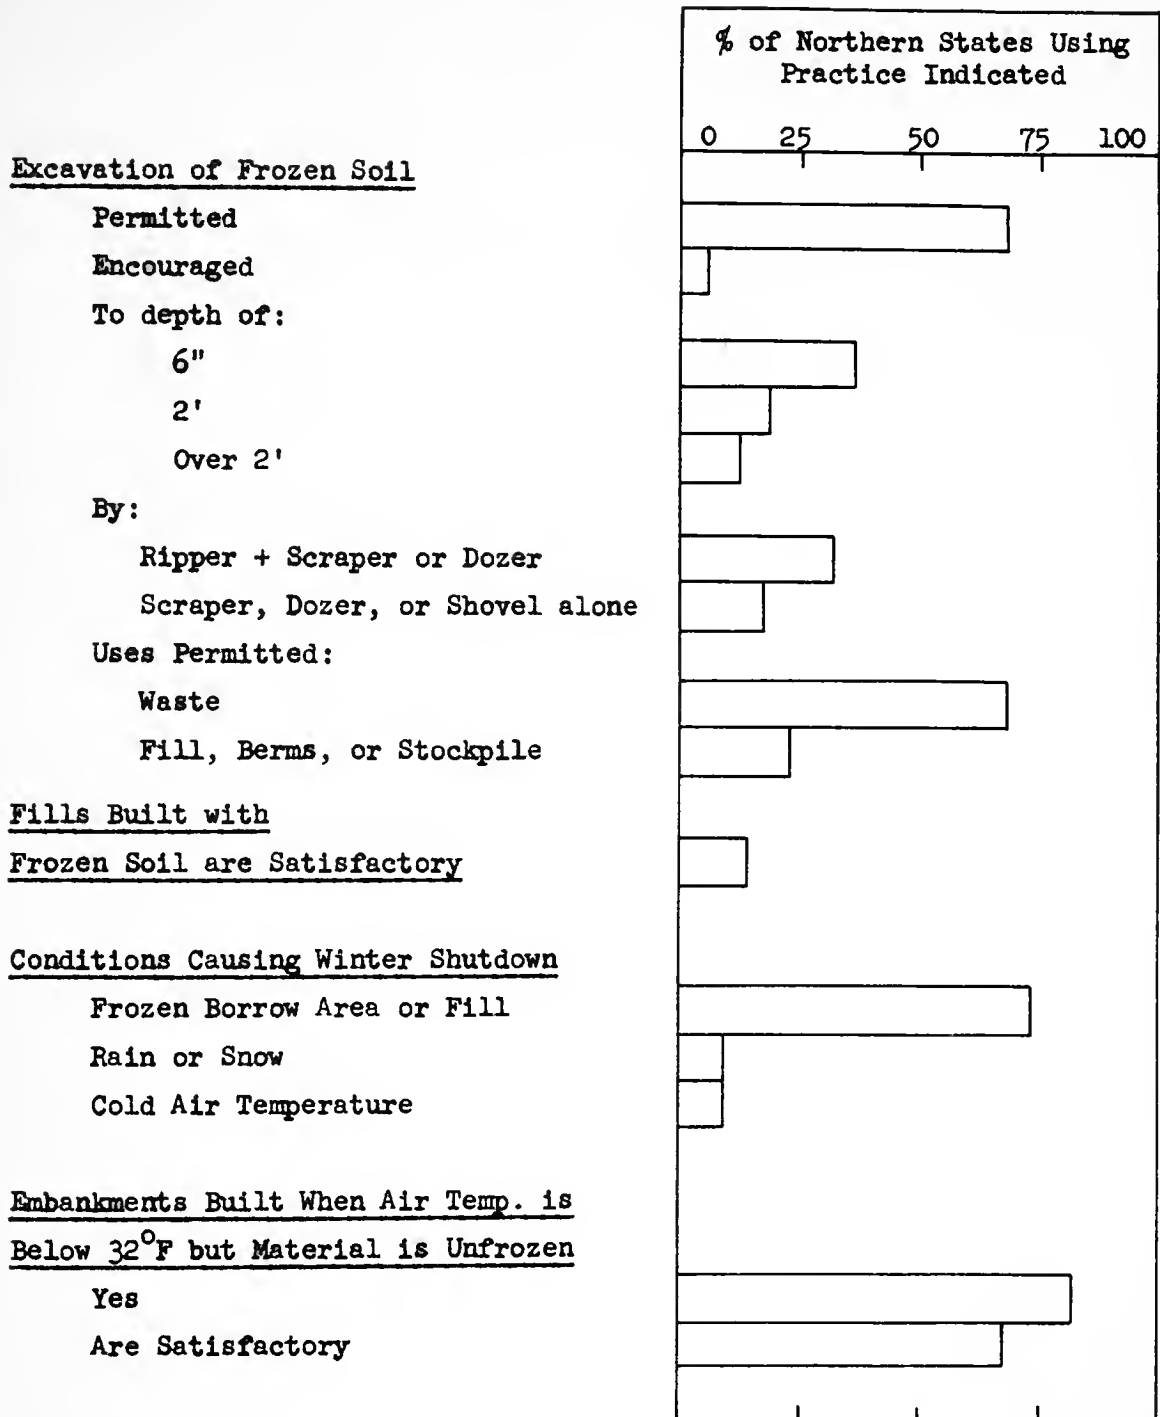 % of Northern States Using
Practice Indicated
0 25 50 75 100
Excavation of Frozen Soil
Permitted
Encouraged
To depth of:
6"
2'
Over 2'
By:
Ripper + Scraper or Dozer
Scraper, Dozer, or Shovel alone
Uses Permitted:
Waste
Fill, Berms, or Stockpile
Fills Built with
Frozen Soil are Satisfactory
Conditions Causing Winter Shutdown
Frozen Borrow Area or Fill
Rain or Snow
Cold Air Temperature
Embankments Built When Air Temp. is
Below 32°F but Material is Unfrozen
Yes
Are Satisfactory